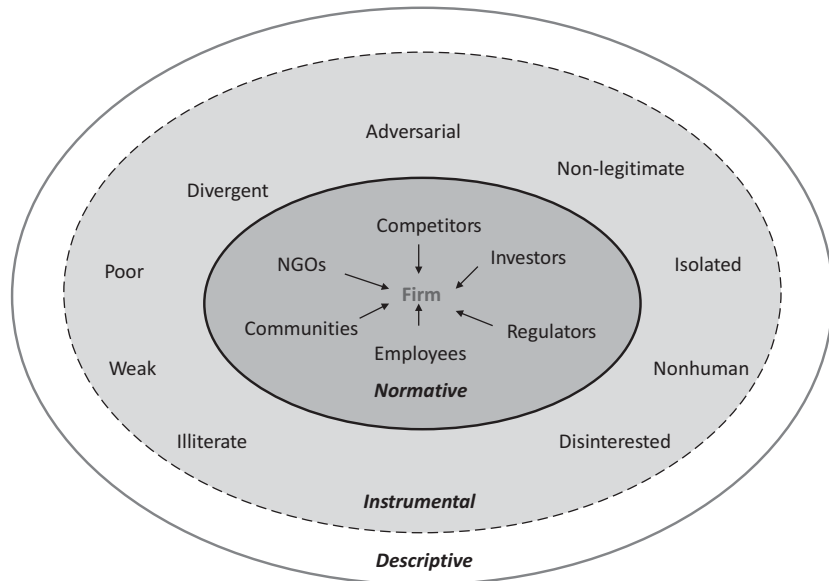 Adversarial
Non-legitimate
Divergent
Competitors
NGOs
Investors
Poor
Isolated
Firm
Communities
Regulators
Employees
Weak
Nonhuman
Normative
Illiterate
Disinterested
Instrumental
Descriptive